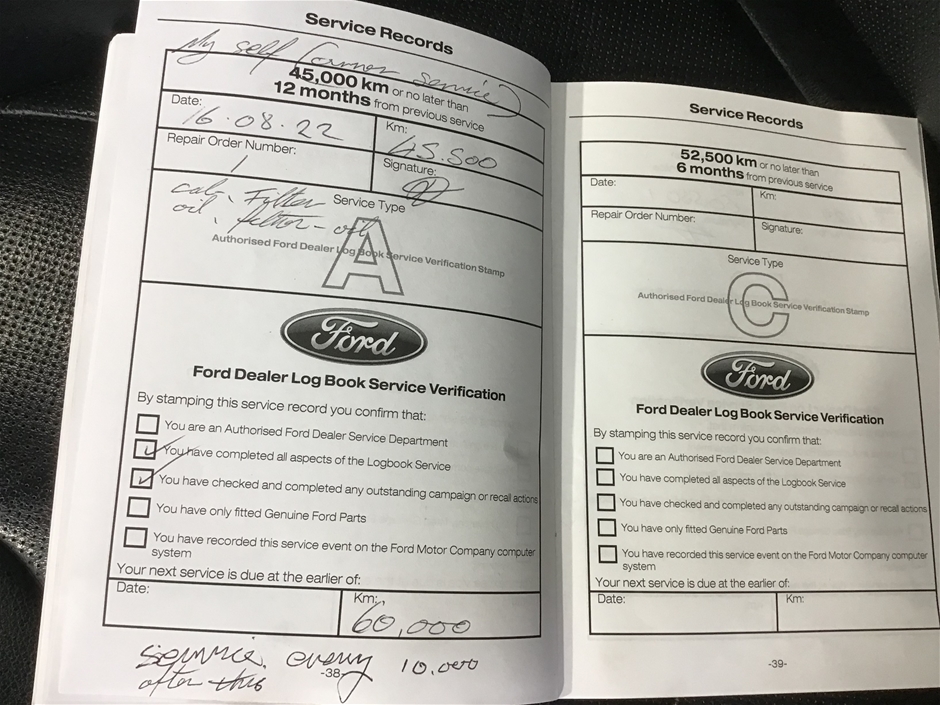 Service Records
My self
service
45,000 km or no later than
12 months from previous service
Date:
16.08.22
Km:
45.500
Repair Order Number:
1
Signature:
Service Type
Filter
oil, filter - oil
A
Authorised Ford Dealer Log Book Service Verification Stamp
Ford
Ford Dealer Log Book Service Verification
By stamping this service record you confirm that:
You are an Authorised Ford Dealer Service Department
You have completed all aspects of the Logbook Service
You have checked and completed any outstanding campaign or recall actions
You have only fitted Genuine Ford Parts
You have recorded this service event on the Ford Motor Company computer
system
Your next service is due at the earlier of:
Date:
Km:
60,000
service every 10.000
after this
-38-
Service Records
52,500 km or no later than
6 months from previous service
Date:
Km:
Repair Order Number:
Signature:
Service Type
C
Authorised Ford Dealer Log Book Service Verification Stamp
Ford
Ford Dealer Log Book Service Verification
By stamping this service record you confirm that:
You are an Authorised Ford Dealer Service Department
You have completed all aspects of the Logbook Service
You have checked and completed any outstanding campaign or recall actions
You have only fitted Genuine Ford Parts
You have recorded this service event on the Ford Motor Company computer
system
Your next service is due at the earlier of:
Date:
Km:
-39-